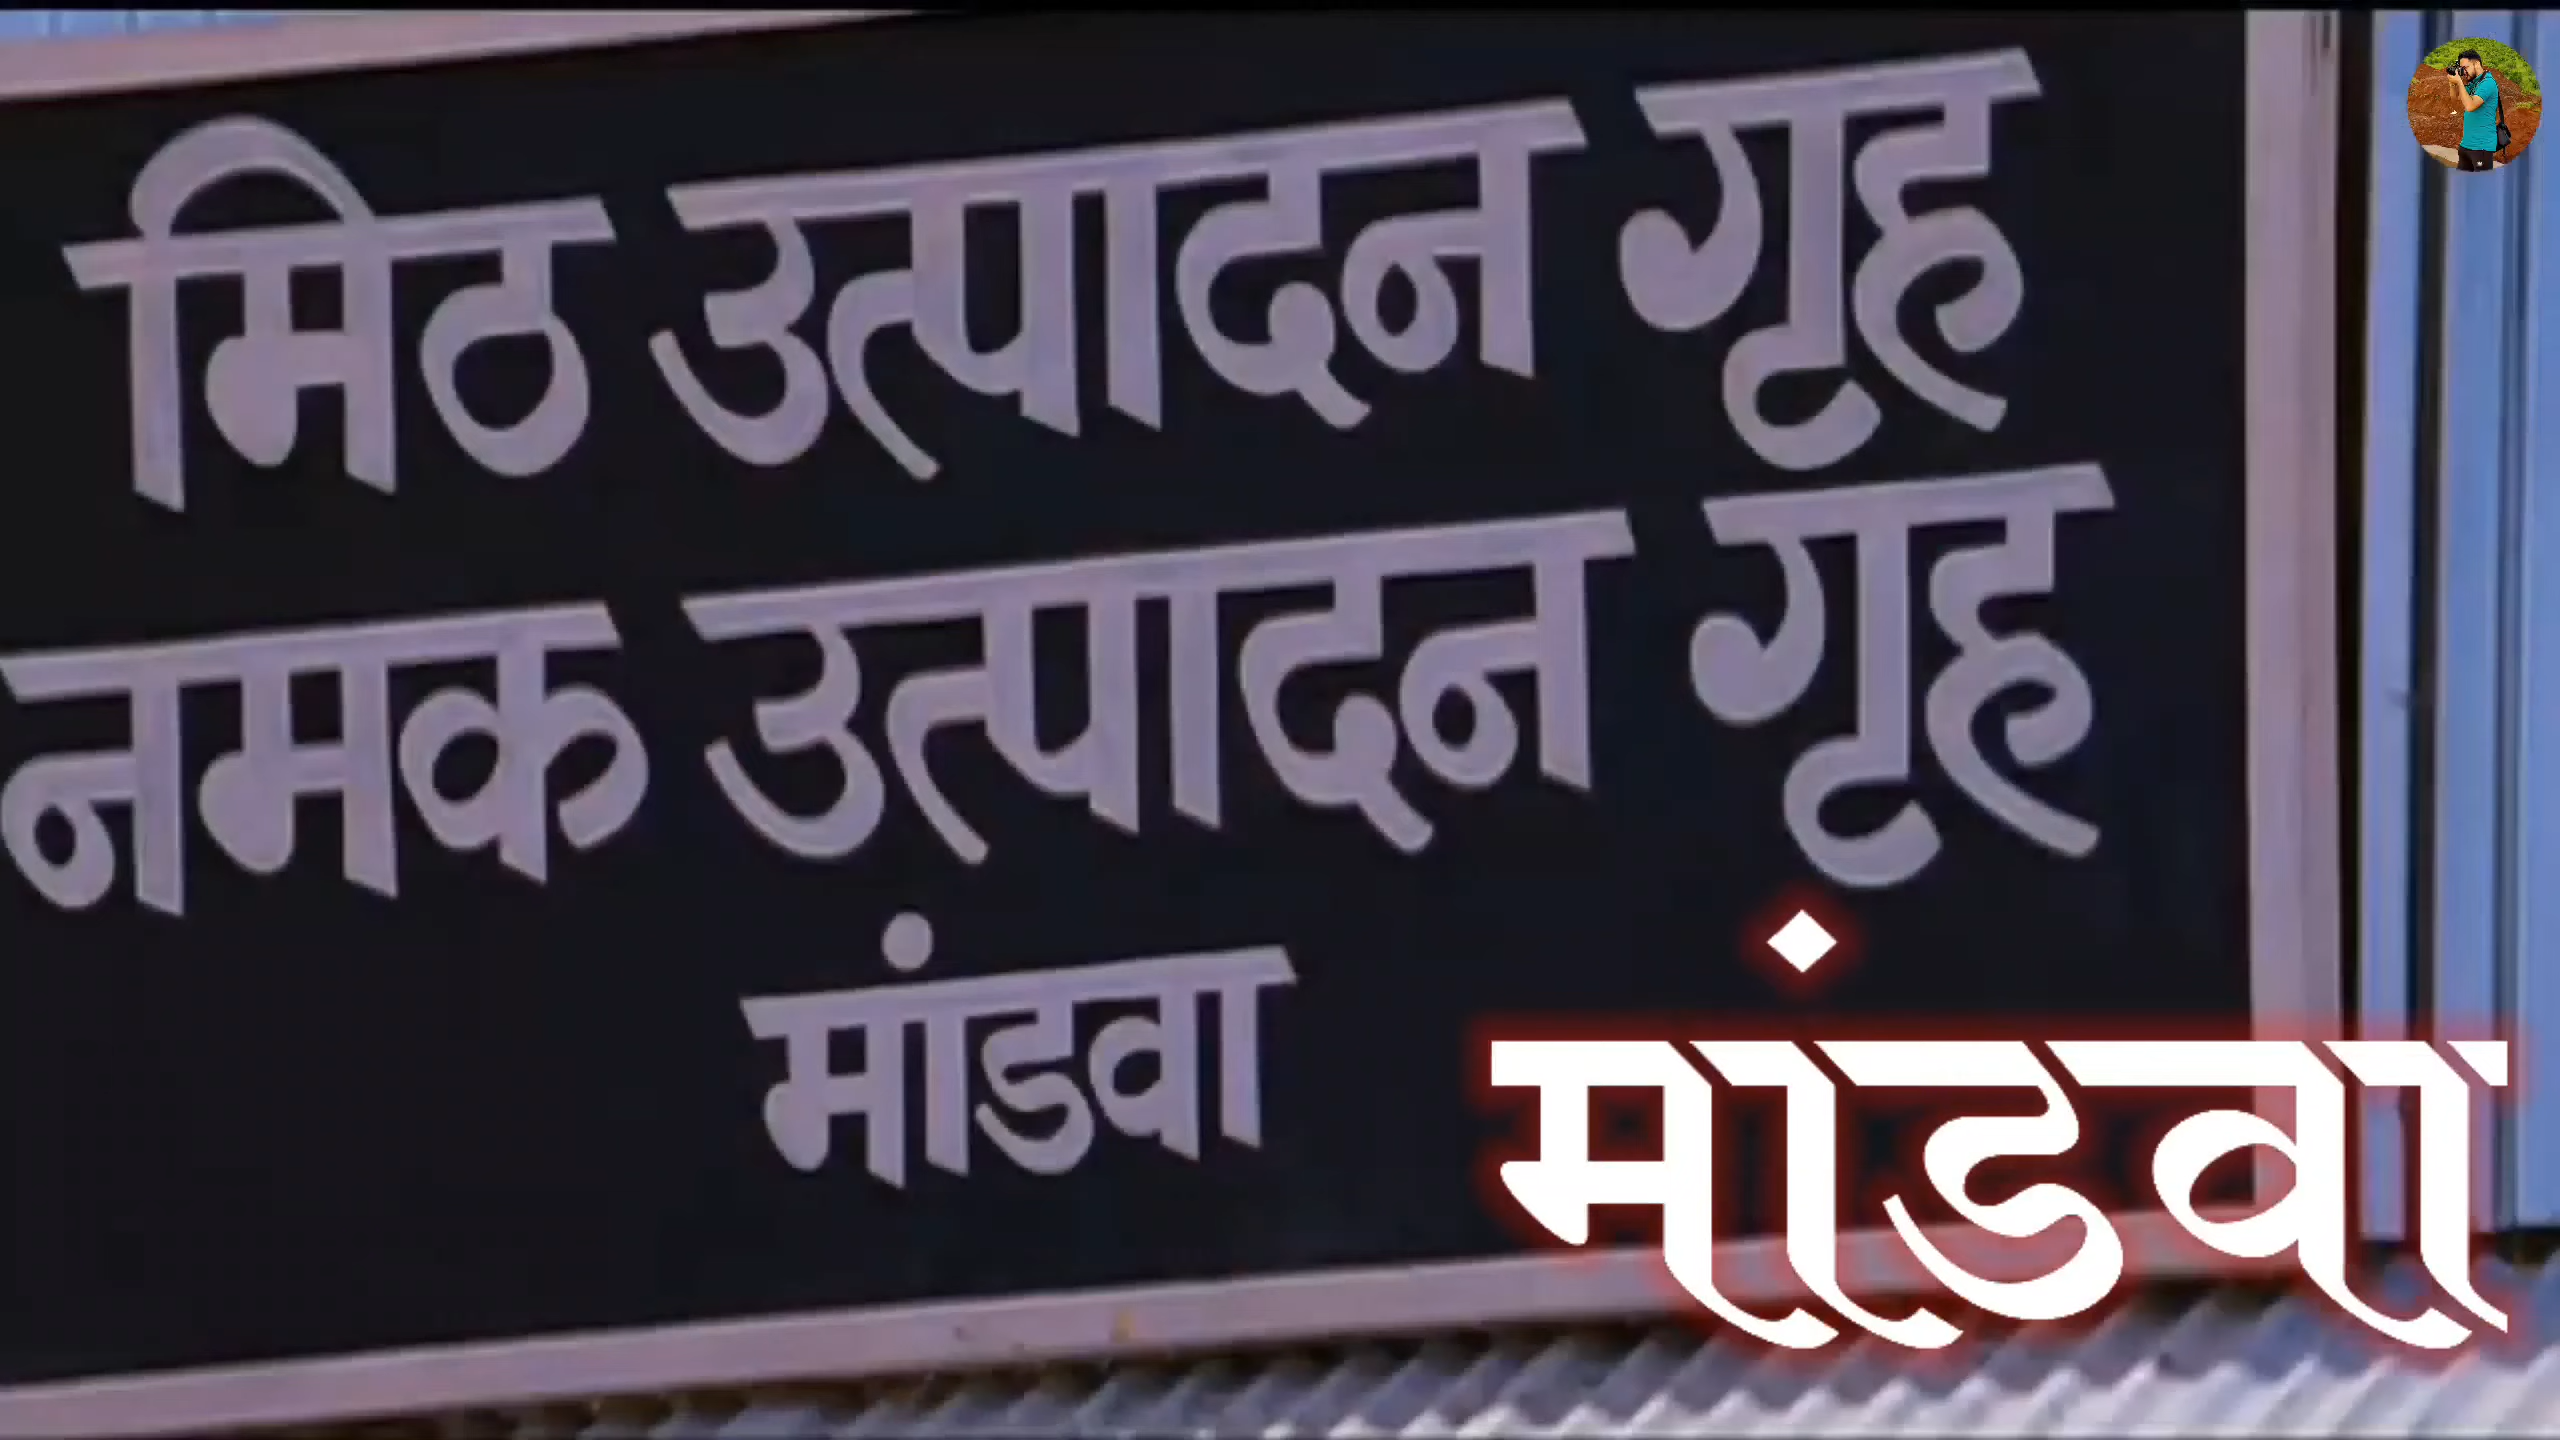 मिठ उत्पादन गृह
नमक उत्पादन गृह
मांडवा
मांडवा